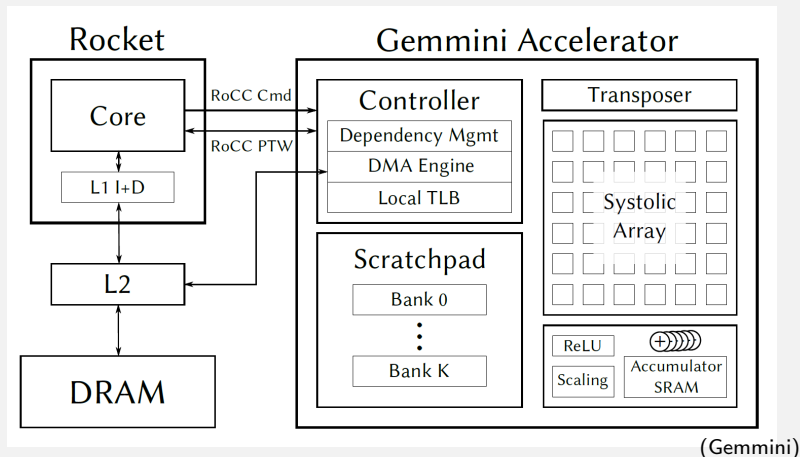 Rocket
Gemmini Accelerator
Core
RoCC Cmd
RoCC PTW
L1 I+D
L2
DRAM
Controller
Dependency Mgmt
DMA Engine
Local TLB
Scratchpad
Bank 0
Bank K
Transposer
Systolic
Array
ReLU
Scaling
+
Accumulator
SRAM
(Gemmini)